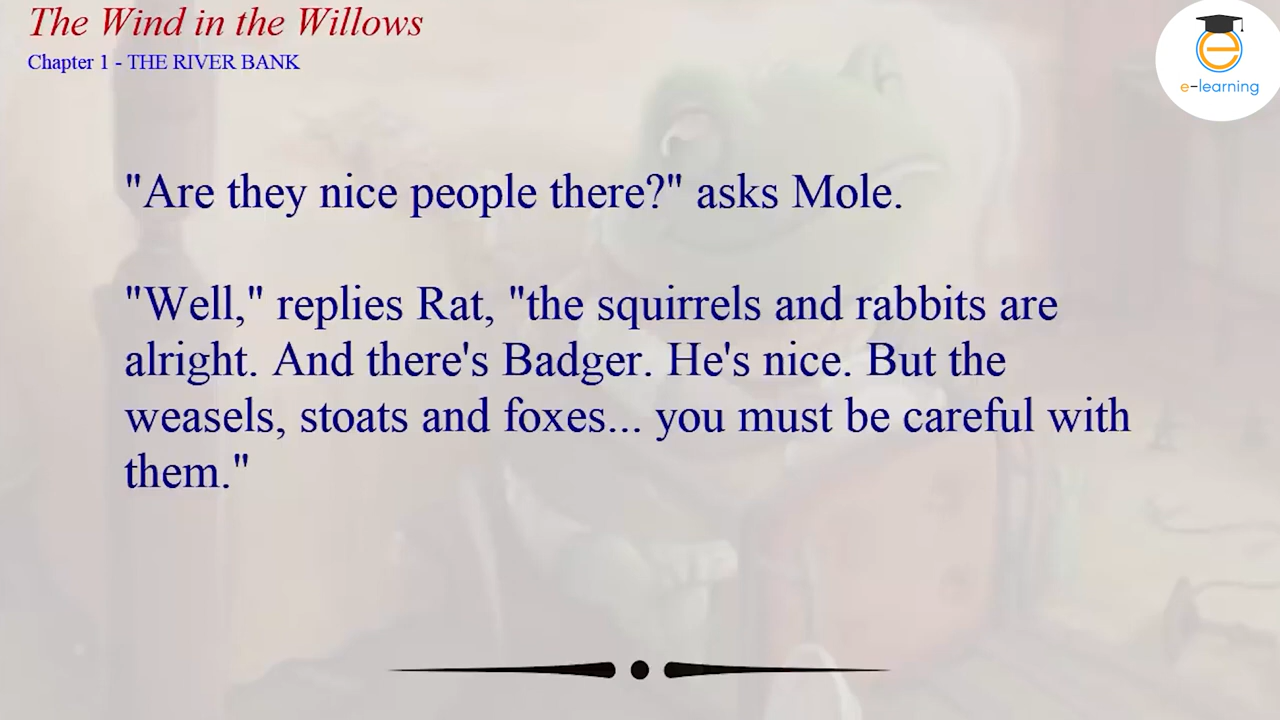 The Wind in the Willows
Chapter 1 - THE RIVER BANK
e-learning
"Are they nice people there?" asks Mole.
"Well," replies Rat, "the squirrels and rabbits are
alright. And there's Badger. He's nice. But the
weasels, stoats and foxes... you must be careful with
them."